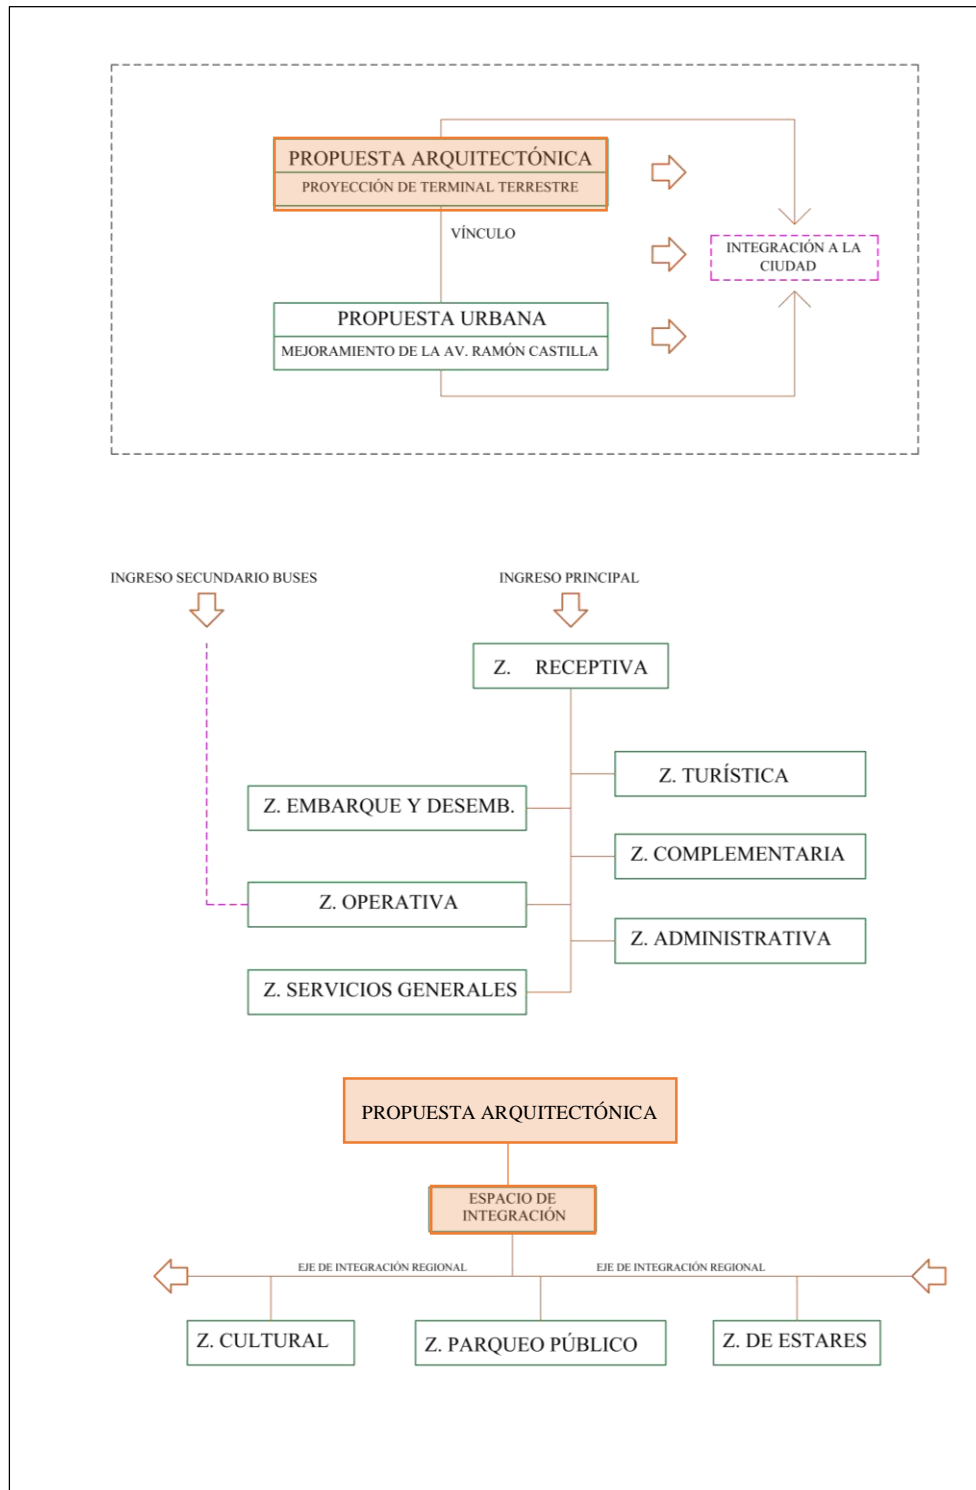 PROPUESTA ARQUITECTÓNICA
PROYECCIÓN DE TERMINAL TERRESTRE
VÍNCULO
INTEGRACIÓN A LA
CIUDAD
PROPUESTA URBANA
MEJORAMIENTO DE LA AV. RAMÓN CASTILLA
INGRESO SECUNDARIO BUSES
INGRESO PRINCIPAL
Z. RECEPTIVA
Z. TURÍSTICA
Z. EMBARQUE Y DESEMB.
Z. COMPLEMENTARIA
Z. OPERATIVA
Z. ADMINISTRATIVA
Z. SERVICIOS GENERALES
PROPUESTA ARQUITECTÓNICA
ESPACIO DE
INTEGRACIÓN
EJE DE INTEGRACIÓN REGIONAL
EJE DE INTEGRACIÓN REGIONAL
Z. CULTURAL
Z. PARQUEO PÚBLICO
Z. DE ESTARES